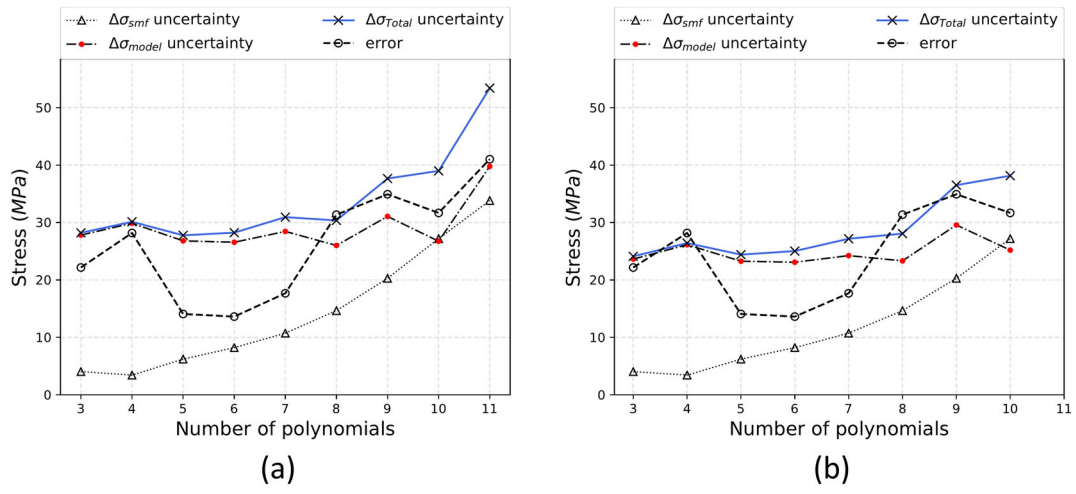 Δσsmf uncertainty
ΔσTotal uncertainty
Δσmodel uncertainty
error
50
40
30
20
10
0
Stress (MPa)
3 4 5 6 7 8 9 10 11
Number of polynomials
(a)
Δσsmf uncertainty
ΔσTotal uncertainty
Δσmodel uncertainty
error
50
40
30
20
10
0
Stress (MPa)
3 4 5 6 7 8 9 10 11
Number of polynomials
(b)